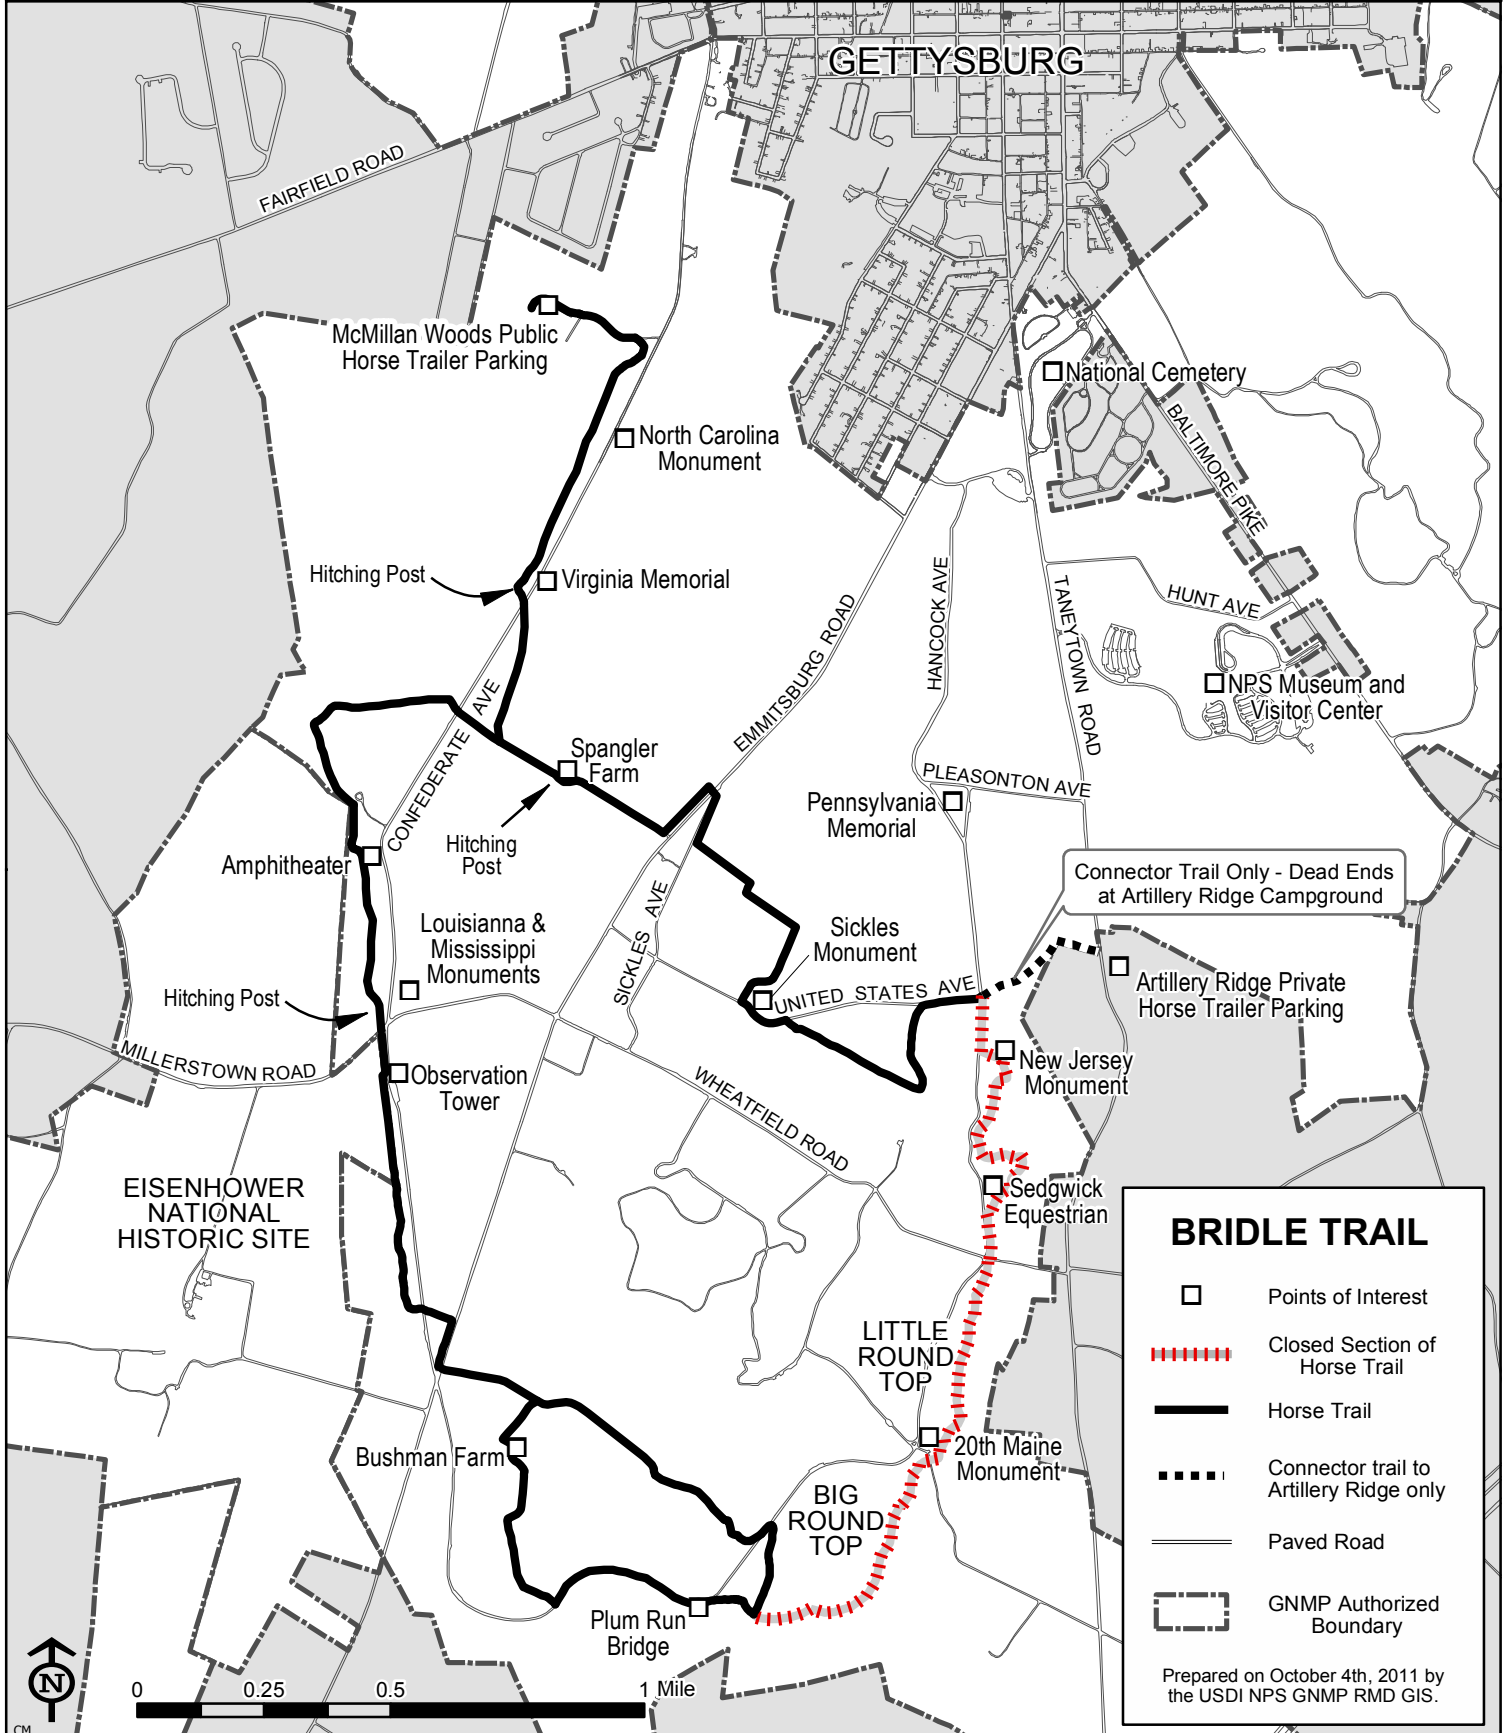 GETTYSBURG
FAIRFIELD ROAD
McMillan Woods Public
Horse Trailer Parking
National Cemetery
BALTIMORE PIKE
North Carolina
Monument
Hitching Post
Virginia Memorial
HANCOCK AVE
TANEYTOWN ROAD
HUNT AVE
EMMITSBURG ROAD
NPS Museum and
Visitor Center
CONFEDERATE AVE
Spangler
Farm
PLEASONTON AVE
Pennsylvania
Memorial
Hitching
Post
Amphitheater
Connector Trail Only - Dead Ends
at Artillery Ridge Campground
SICKLES AVE
Louisianna &
Mississippi
Monuments
Sickles
Monument
UNITED STATES AVE
Artillery Ridge Private
Horse Trailer Parking
Hitching Post
MILLERSTOWN ROAD
Observation
Tower
New Jersey
Monument
WHEATFIELD ROAD
EISENHOWER
NATIONAL
HISTORIC SITE
Sedgwick
Equestrian
LITTLE
ROUND
TOP
Bushman Farm
20th Maine
Monument
BIG
ROUND
TOP
Plum Run
Bridge
BRIDLE TRAIL
Points of Interest
Closed Section of
Horse Trail
Horse Trail
Connector trail to
Artillery Ridge only
Paved Road
GNMP Authorized
Boundary
Prepared on October 4th, 2011 by
the USDI NPS GNMP RMD GIS.
N
0 0.25 0.5 1 Mile
CM